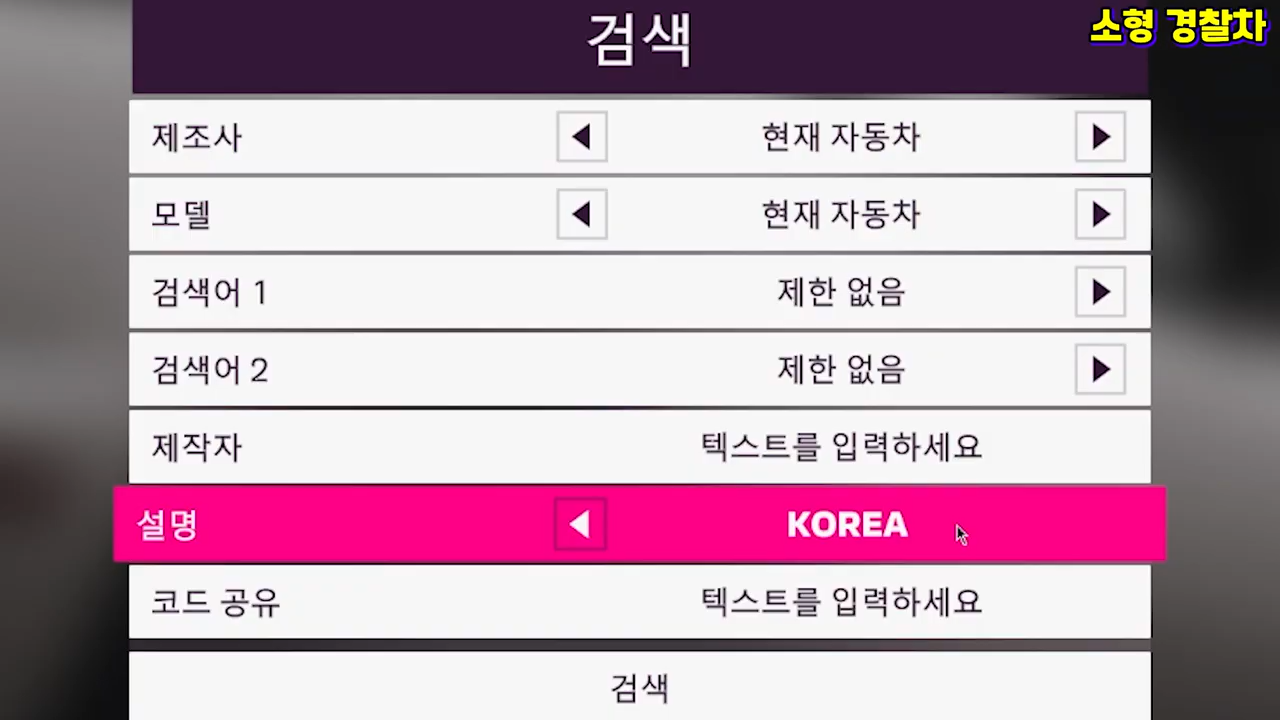 소형 경찰차
검색
제조사 현재 자동차
모델 현재 자동차
검색어 1 제한 없음
검색어 2 제한 없음
제작자 텍스트를 입력하세요
설명 KOREA
코드 공유 텍스트를 입력하세요
검색